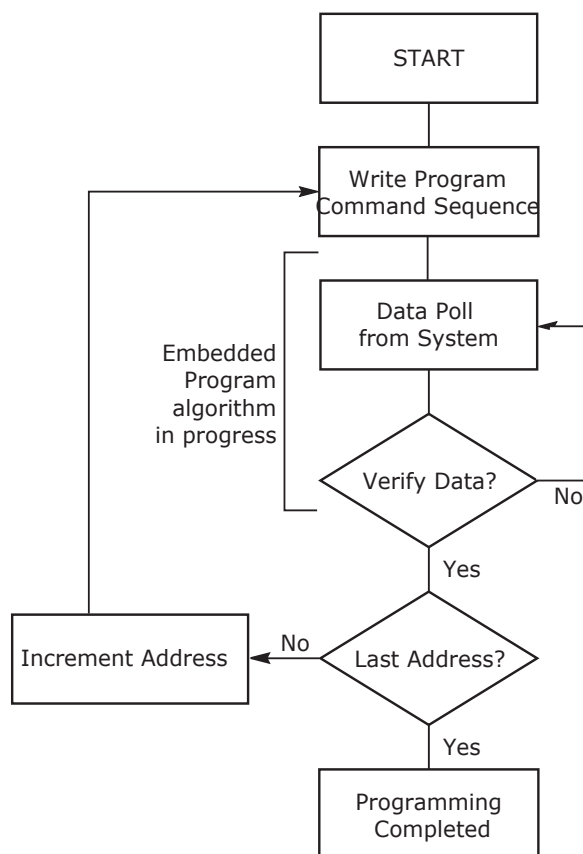 START
Write Program
Command Sequence
Data Poll
from System
Embedded
Program
algorithm
in progress
Verify Data?
No
Yes
Increment Address
No
Last Address?
Yes
Programming
Completed